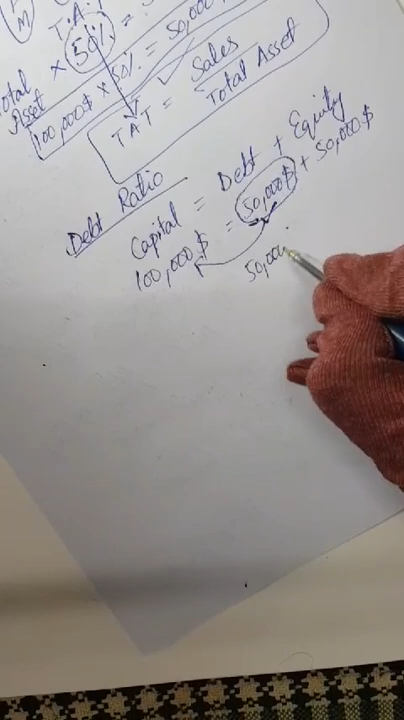 T.A.T
M
Total Asset × 50% = 50,000
100,000$ × 50% = 50,000
TAT = Sales
Total Asset
Debt Ratio
Capital = Debt + Equity
100,000$ = 50,000$ + 50,000$
50,000